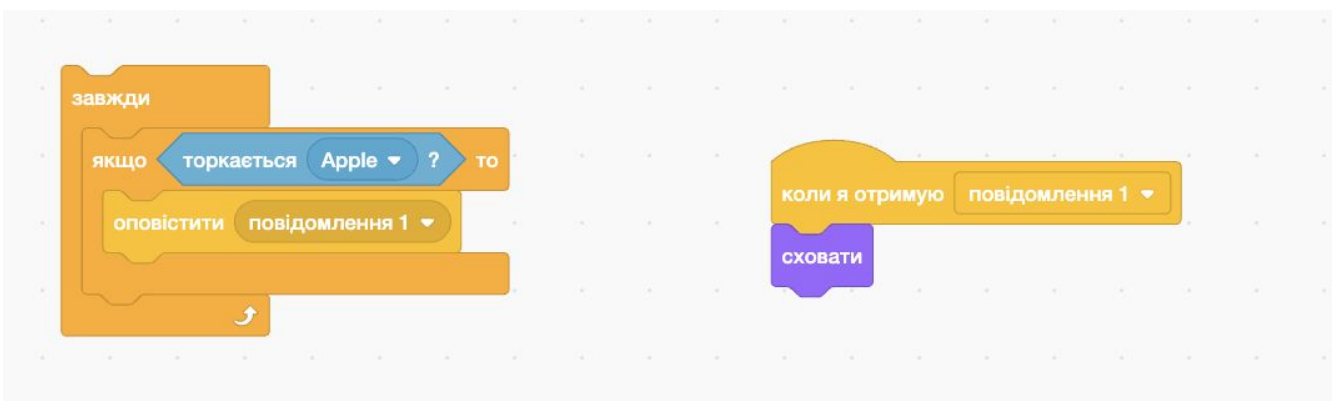 завжди
якщо торкається Apple ? то
оповістити повідомлення 1
коли я отримую повідомлення 1
сховати